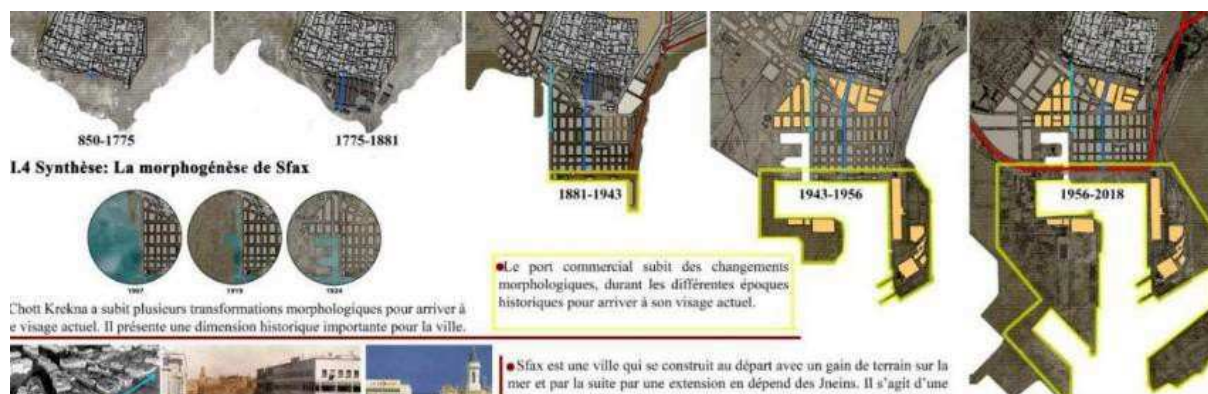 850-1775
1775-1881
1881-1943
1943-1956
1956-2018
I.4 Synthèse: La morphogénèse de Sfax
1907
1919
1924
Chott Krekna a subit plusieurs transformations morphologiques pour arriver à
e visage actuel. Il présente une dimension historique importante pour la ville.
Le port commercial subit des changements
morphologiques, durant les différentes époques
historiques pour arriver à son visage actuel.
Sfax est une ville qui se construit au départ avec un gain de terrain sur la
mer et par la suite par une extension en dépend des Jneins. Il s'agit d'une